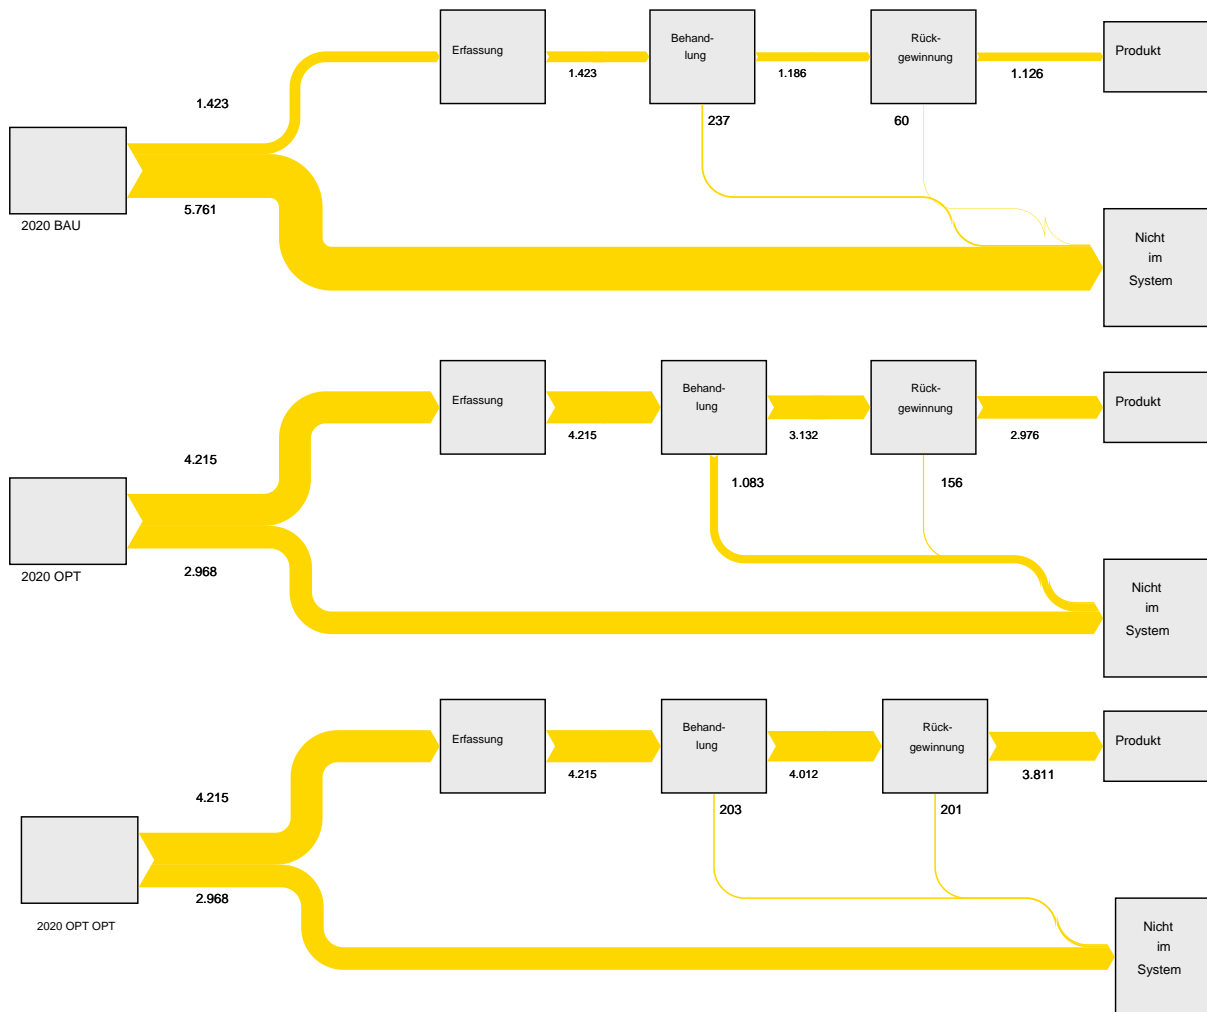 Erfassung
Behand-
lung
Rück-
gewinnung
Produkt
1.423
1.186
1.126
1.423
237
60
5.761
2020 BAU
Nicht
im
System
Erfassung
Behand-
lung
Rück-
gewinnung
Produkt
4.215
3.132
2.976
4.215
1.083
156
2.968
2020 OPT
Nicht
im
System
Erfassung
Behand-
lung
Rück-
gewinnung
Produkt
4.215
4.012
3.811
4.215
203
201
2.968
2020 OPT OPT
Nicht
im
System